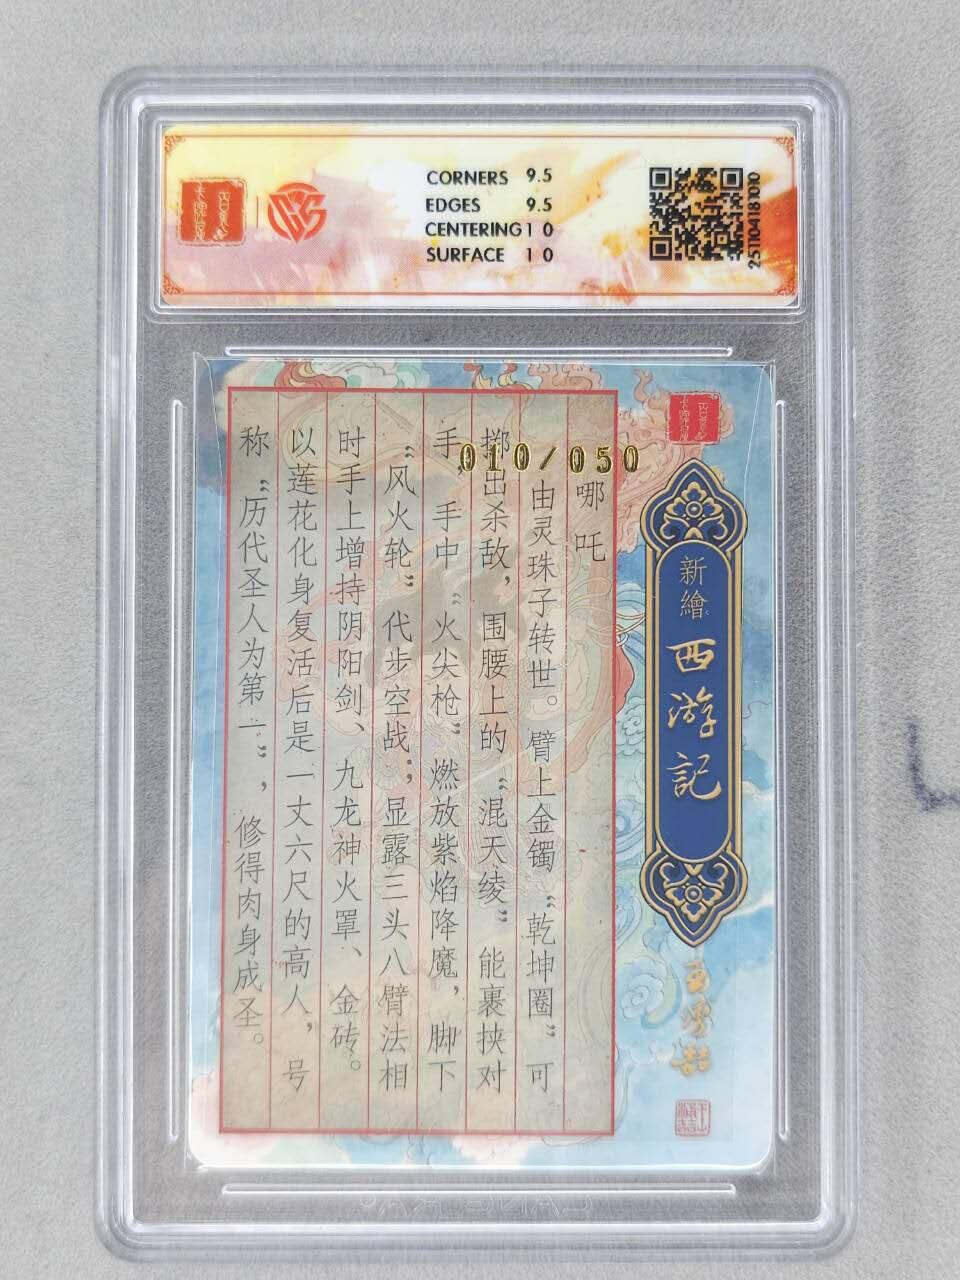 CORNERS 9.5
EDGES 9.5
CENTERING 10
SURFACE 10
25110418100
010/050
哪吒
由灵珠子转世。臂上金镯“乾坤圈”可
掷出杀敌，围腰上的“混天绫”能裹挟对
手，手中“火尖枪”燃放紫焰降魔，脚下
“风火轮”代步空战；显露三头八臂法相
时手上增持阴阳剑、九龙神火罩、金砖。
以莲花化身复活后是一丈六尺的高人，号
称“历代圣人为第一”，修得肉身成圣。
新繪
西游記